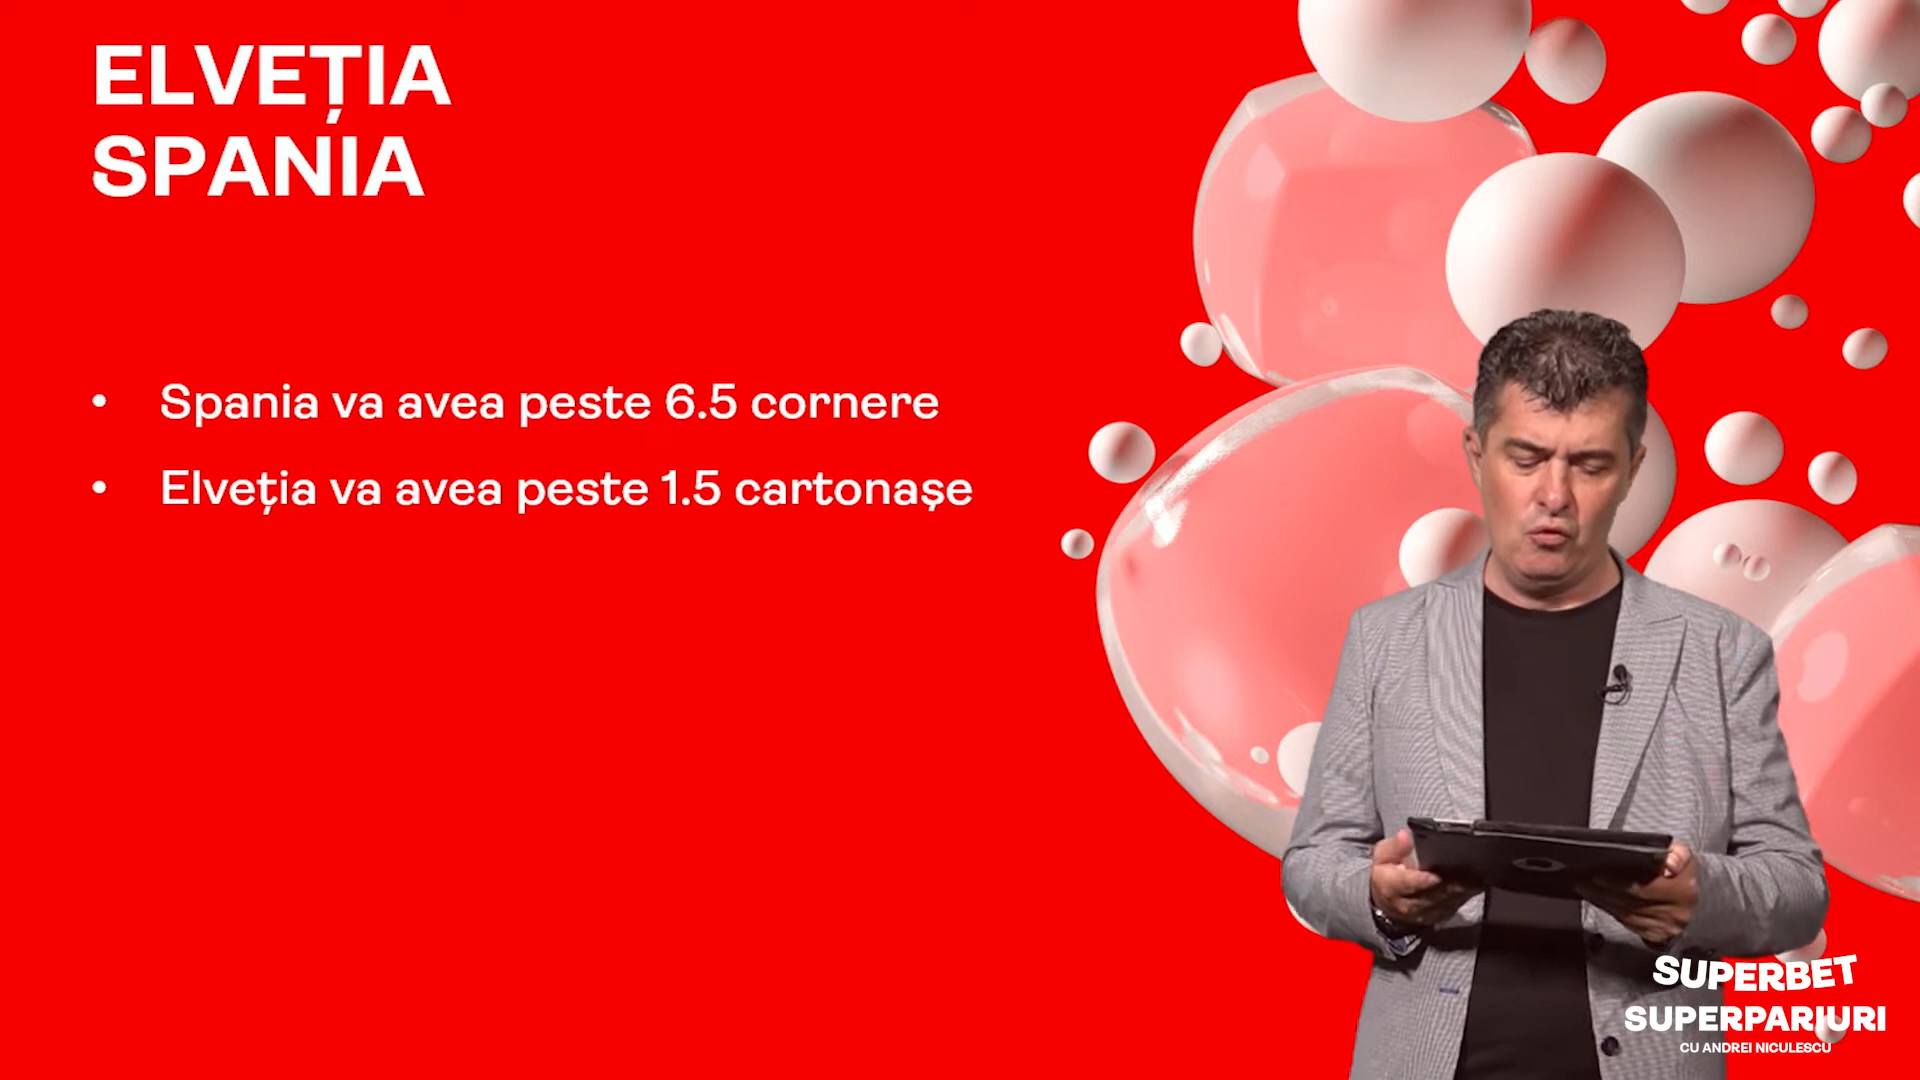 ELVEȚIA
SPANIA
• Spania va avea peste 6.5 cornere
• Elveția va avea peste 1.5 cartonașe
SUPERBET
SUPERPARIURI
CU ANDREI NICULESCU